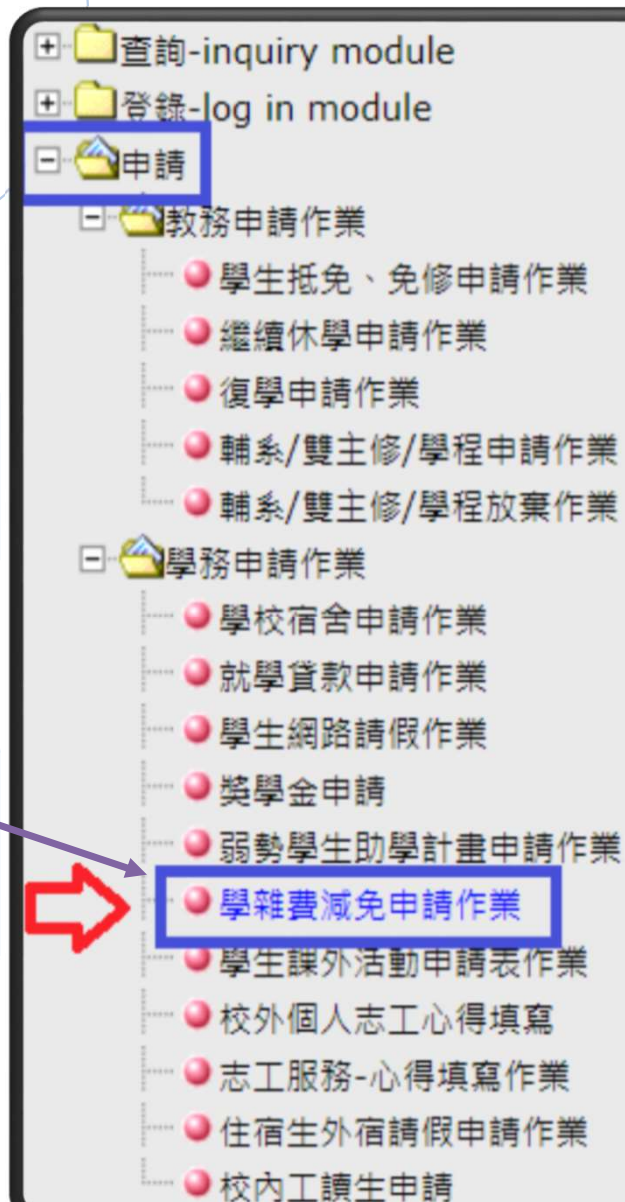 查詢-inquiry module
登錄-log in module
申請
教務申請作業
學生抵免、免修申請作業
繼續休學申請作業
復學申請作業
輔系/雙主修/學程申請作業
輔系/雙主修/學程放棄作業
學務申請作業
學校宿舍申請作業
就學貸款申請作業
學生網路請假作業
獎學金申請
弱勢學生助學計畫申請作業
學雜費減免申請作業
學生課外活動申請表作業
校外個人志工心得填寫
志工服務-心得填寫作業
住宿生外宿請假申請作業
校內工讀生申請